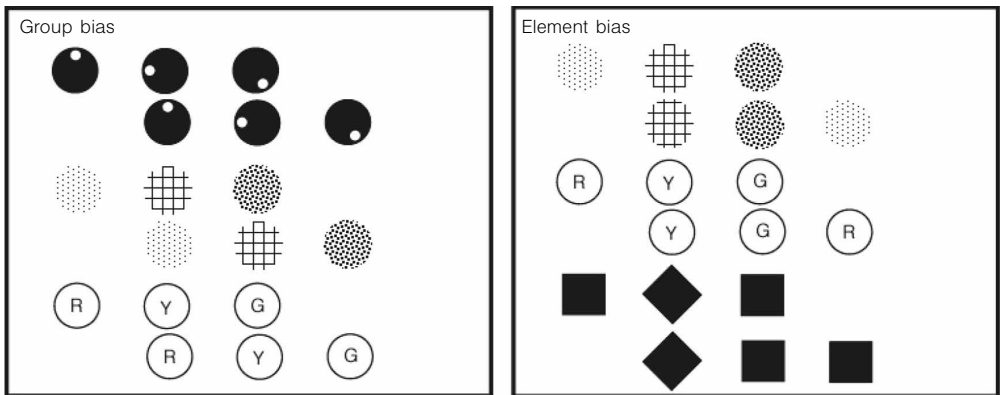 Group bias
R Y G
R Y G
Element bias
R Y G
Y G R